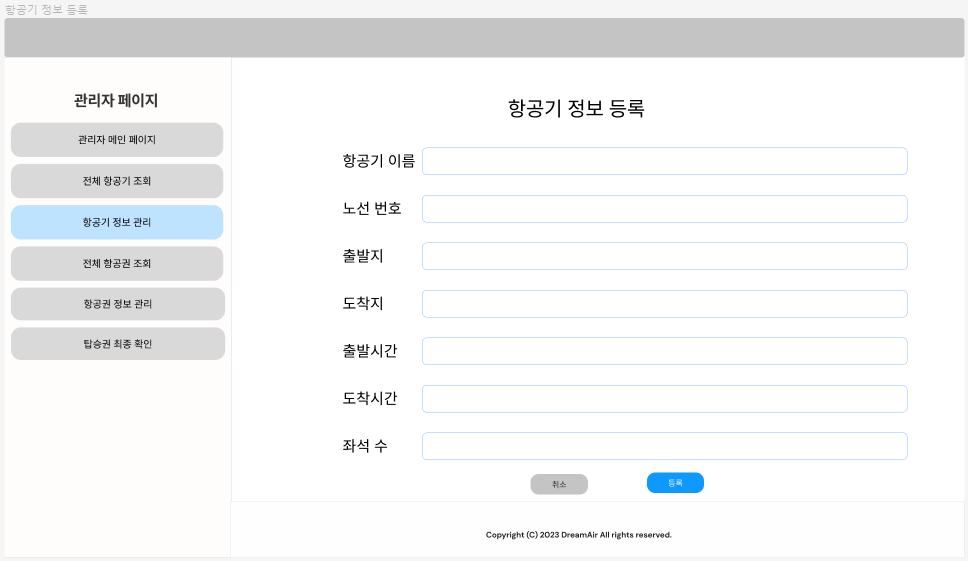 항공기 정보 등록
관리자 페이지
관리자 메인 페이지
전체 항공기 조회
항공기 정보 관리
전체 항공권 조회
항공권 정보 관리
탑승권 최종 확인
항공기 정보 등록
항공기 이름
노선 번호
출발지
도착지
출발시간
도착시간
좌석 수
취소
등록
Copyright (C) 2023 DreamAir All rights reserved.